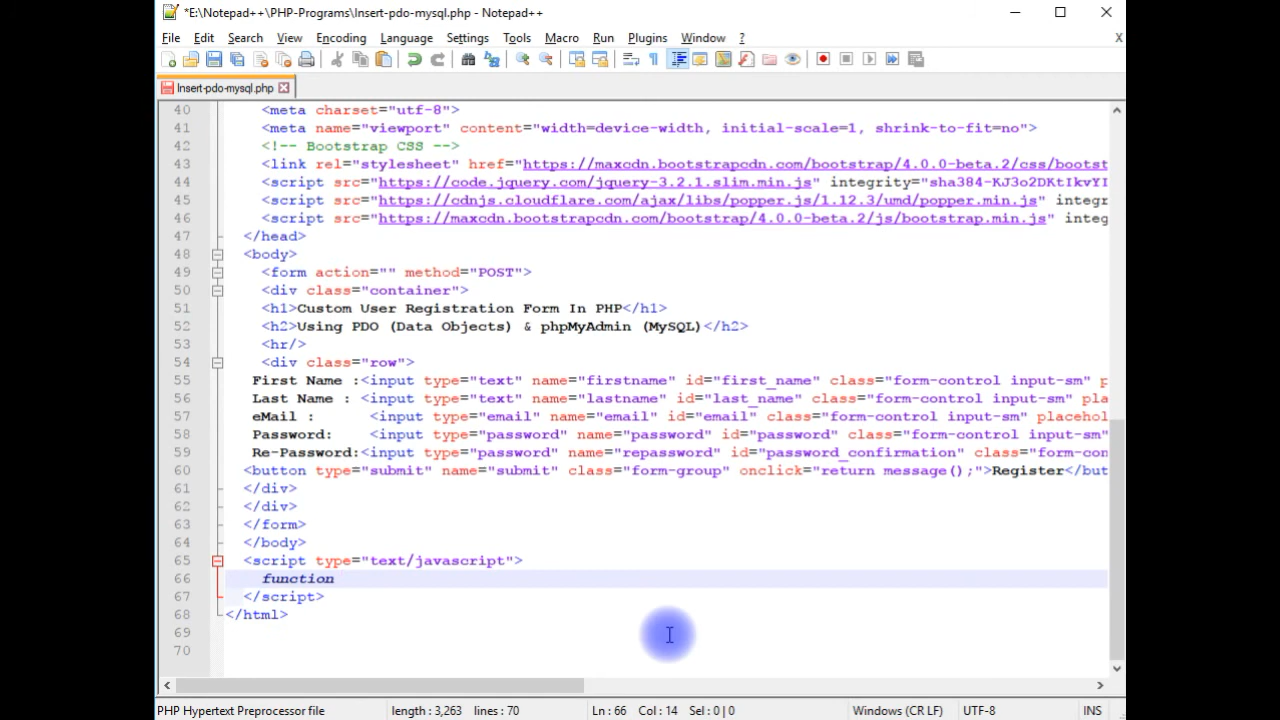 *E:\Notepad++\PHP-Programs\Insert-pdo-mysql.php - Notepad++
File Edit Search View Encoding Language Settings Tools Macro Run Plugins Window ? X
Insert-pdo-mysql.php
40 <meta charset="utf-8">
41 <meta name="viewport" content="width=device-width, initial-scale=1, shrink-to-fit=no">
42 <!-- Bootstrap CSS -->
43 <link rel="stylesheet" href="https://maxcdn.bootstrapcdn.com/bootstrap/4.0.0-beta.2/css/bootst
44 <script src="https://code.jquery.com/jquery-3.2.1.slim.min.js" integrity="sha384-KJ3o2DKtIkvYI
45 <script src="https://cdnjs.cloudflare.com/ajax/libs/popper.js/1.12.3/umd/popper.min.js" integr
46 <script src="https://maxcdn.bootstrapcdn.com/bootstrap/4.0.0-beta.2/js/bootstrap.min.js" integ
47 </head>
48 <body>
49 <form action="" method="POST">
50 <div class="container">
51 <h1>Custom User Registration Form In PHP</h1>
52 <h2>Using PDO (Data Objects) & phpMyAdmin (MySQL)</h2>
53 <hr/>
54 <div class="row">
55 First Name :<input type="text" name="firstname" id="first_name" class="form-control input-sm" p
56 Last Name : <input type="text" name="lastname" id="last_name" class="form-control input-sm" pla
57 eMail : <input type="email" name="email" id="email" class="form-control input-sm" placehol
58 Password: <input type="password" name="password" id="password" class="form-control input-sm"
59 Re-Password:<input type="password" name="repassword" id="password_confirmation" class="form-con
60 <button type="submit" name="submit" class="form-group" onclick="return message();">Register</but
61 </div>
62 </div>
63 </form>
64 </body>
65 <script type="text/javascript">
66 function
67 </script>
68 </html>
69
70
PHP Hypertext Preprocessor file length : 3,263 lines : 70 Ln : 66 Col : 14 Sel : 0 | 0 Windows (CR LF) UTF-8 INS